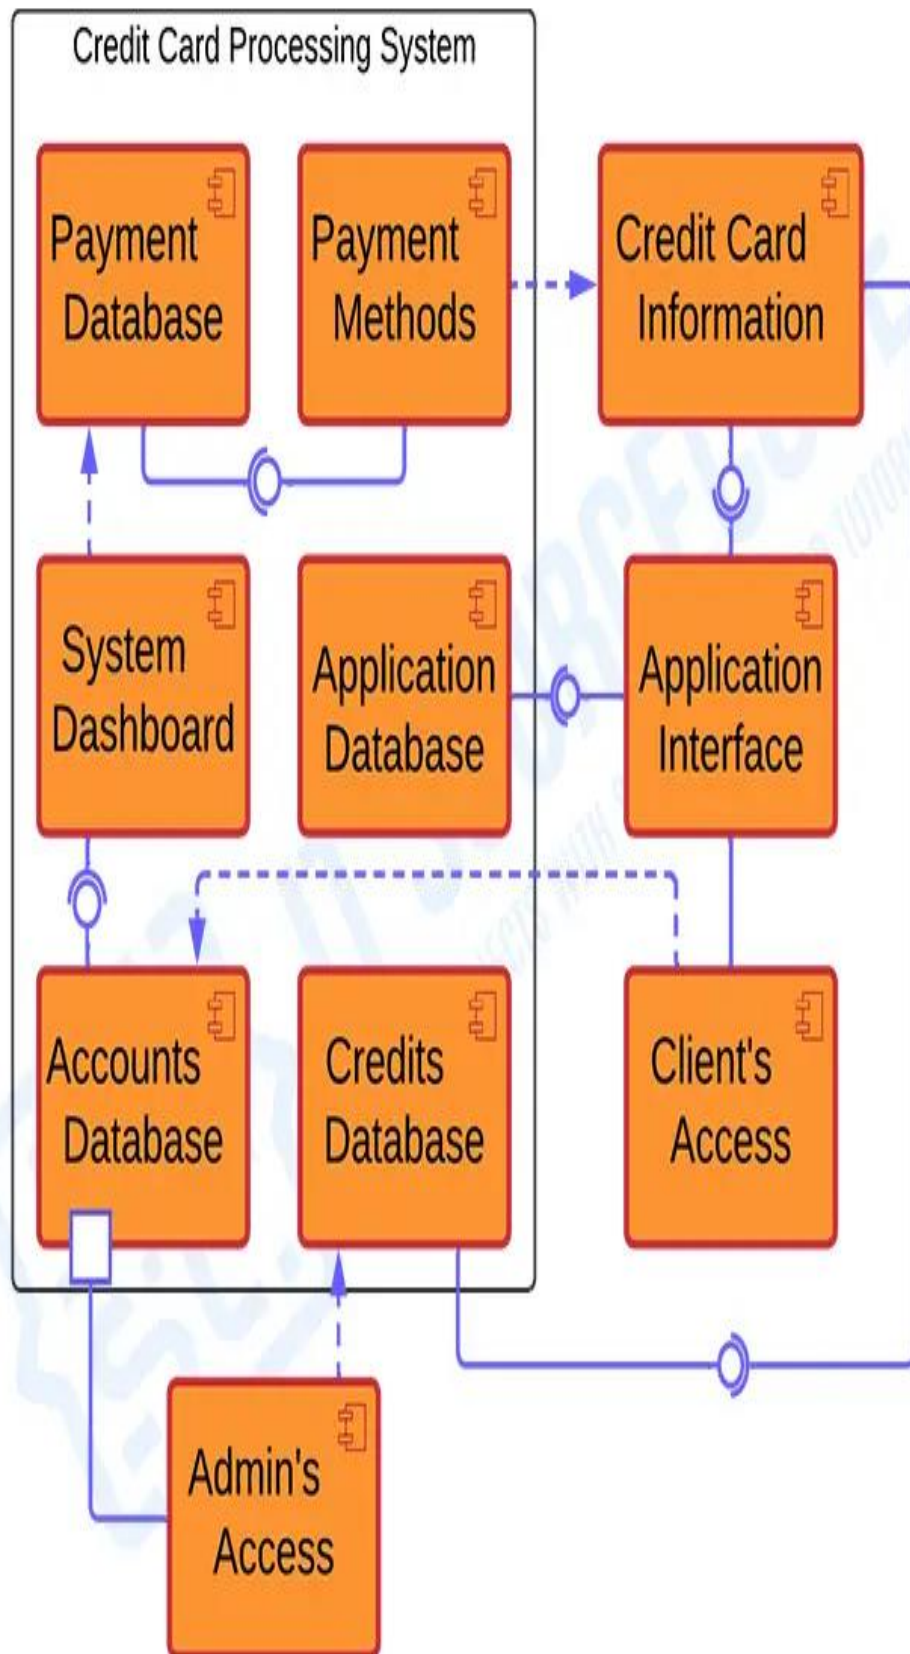 Credit Card Processing System
Payment
Database
Payment
Methods
Credit Card
Information
System
Dashboard
Application
Database
Application
Interface
Accounts
Database
Credits
Database
Client's
Access
Admin's
Access